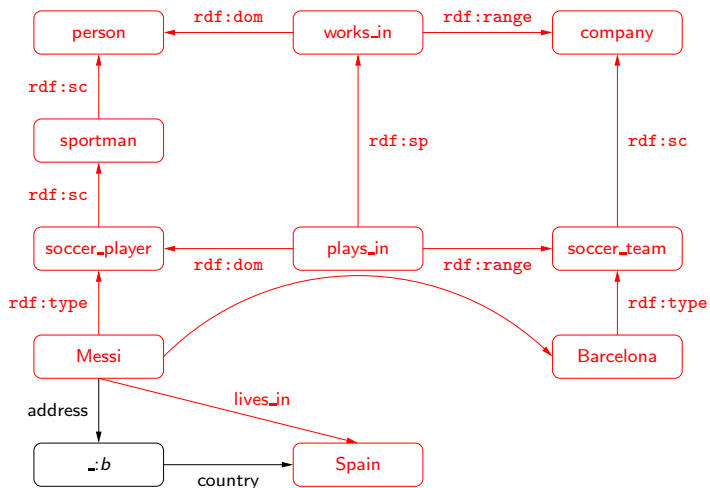 person
rdf:dom
works_in
rdf:range
company
rdf:sc
sportman
rdf:sp
rdf:sc
rdf:sc
soccer_player
rdf:dom
plays_in
rdf:range
soccer_team
rdf:type
rdf:type
Messi
Barcelona
address
lives_in
_:b
country
Spain